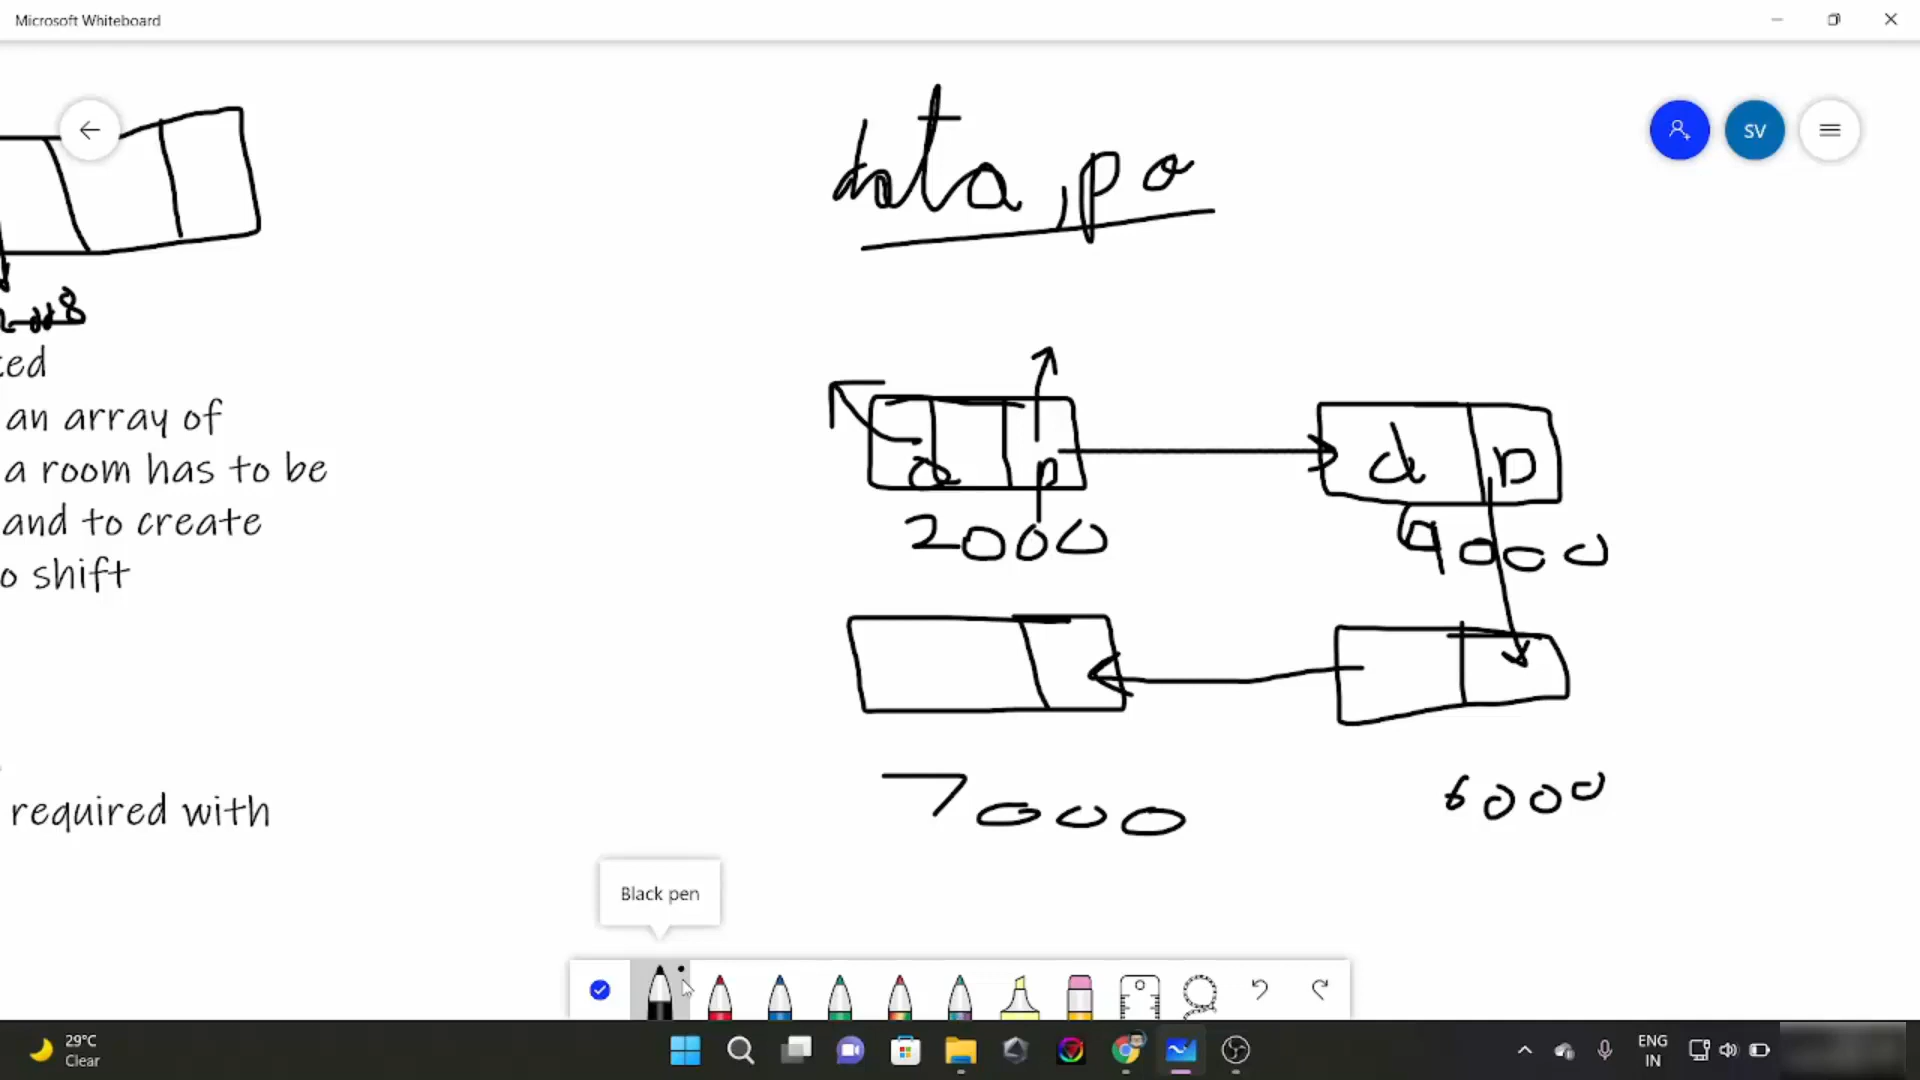 Microsoft Whiteboard
data, po
SV
ted
an array of
a room has to be
and to create
o shift
d p
2000
9000
7000
6000
required with
Black pen
29°C
Clear
ENG
IN